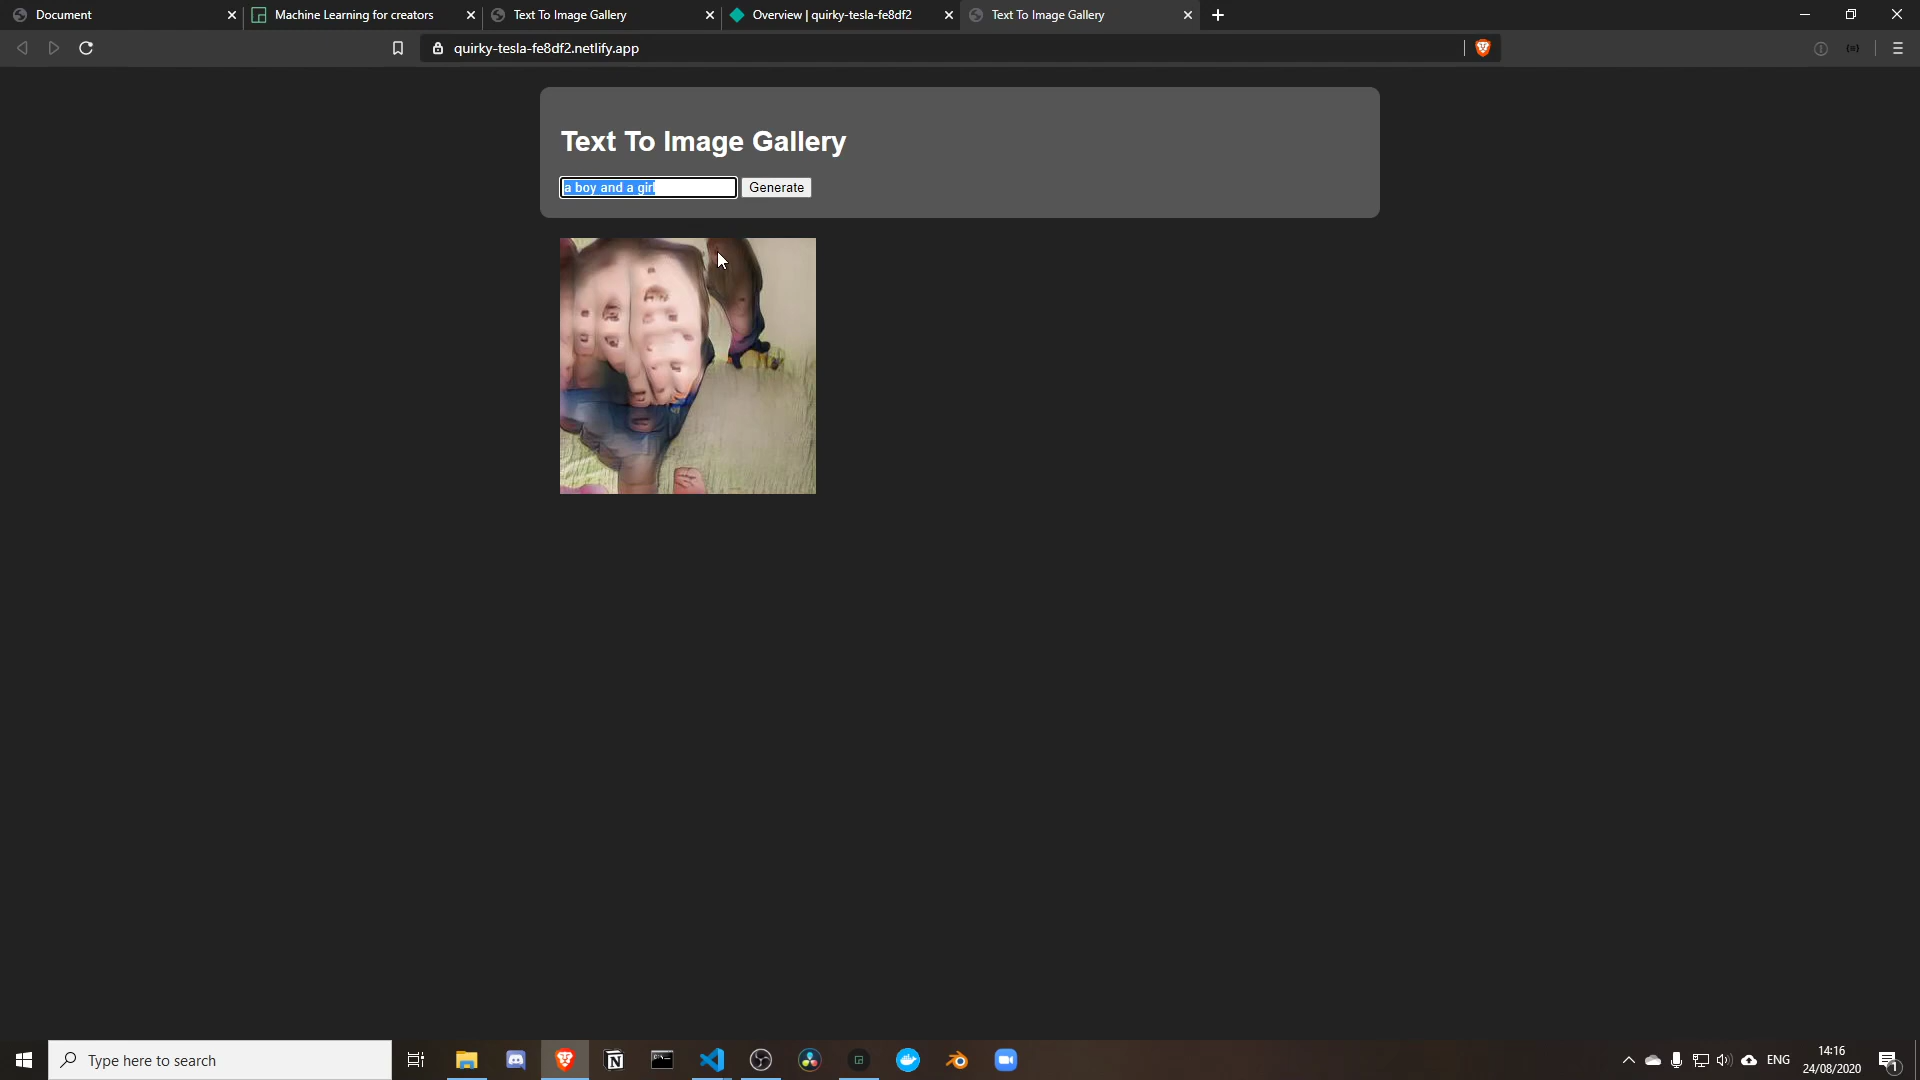 Document
Machine Learning for creators
Text To Image Gallery
Overview | quirky-tesla-fe8df2
Text To Image Gallery
quirky-tesla-fe8df2.netlify.app
Text To Image Gallery
a boy and a girl
Generate
Type here to search
ENG
14:16
24/08/2020
1